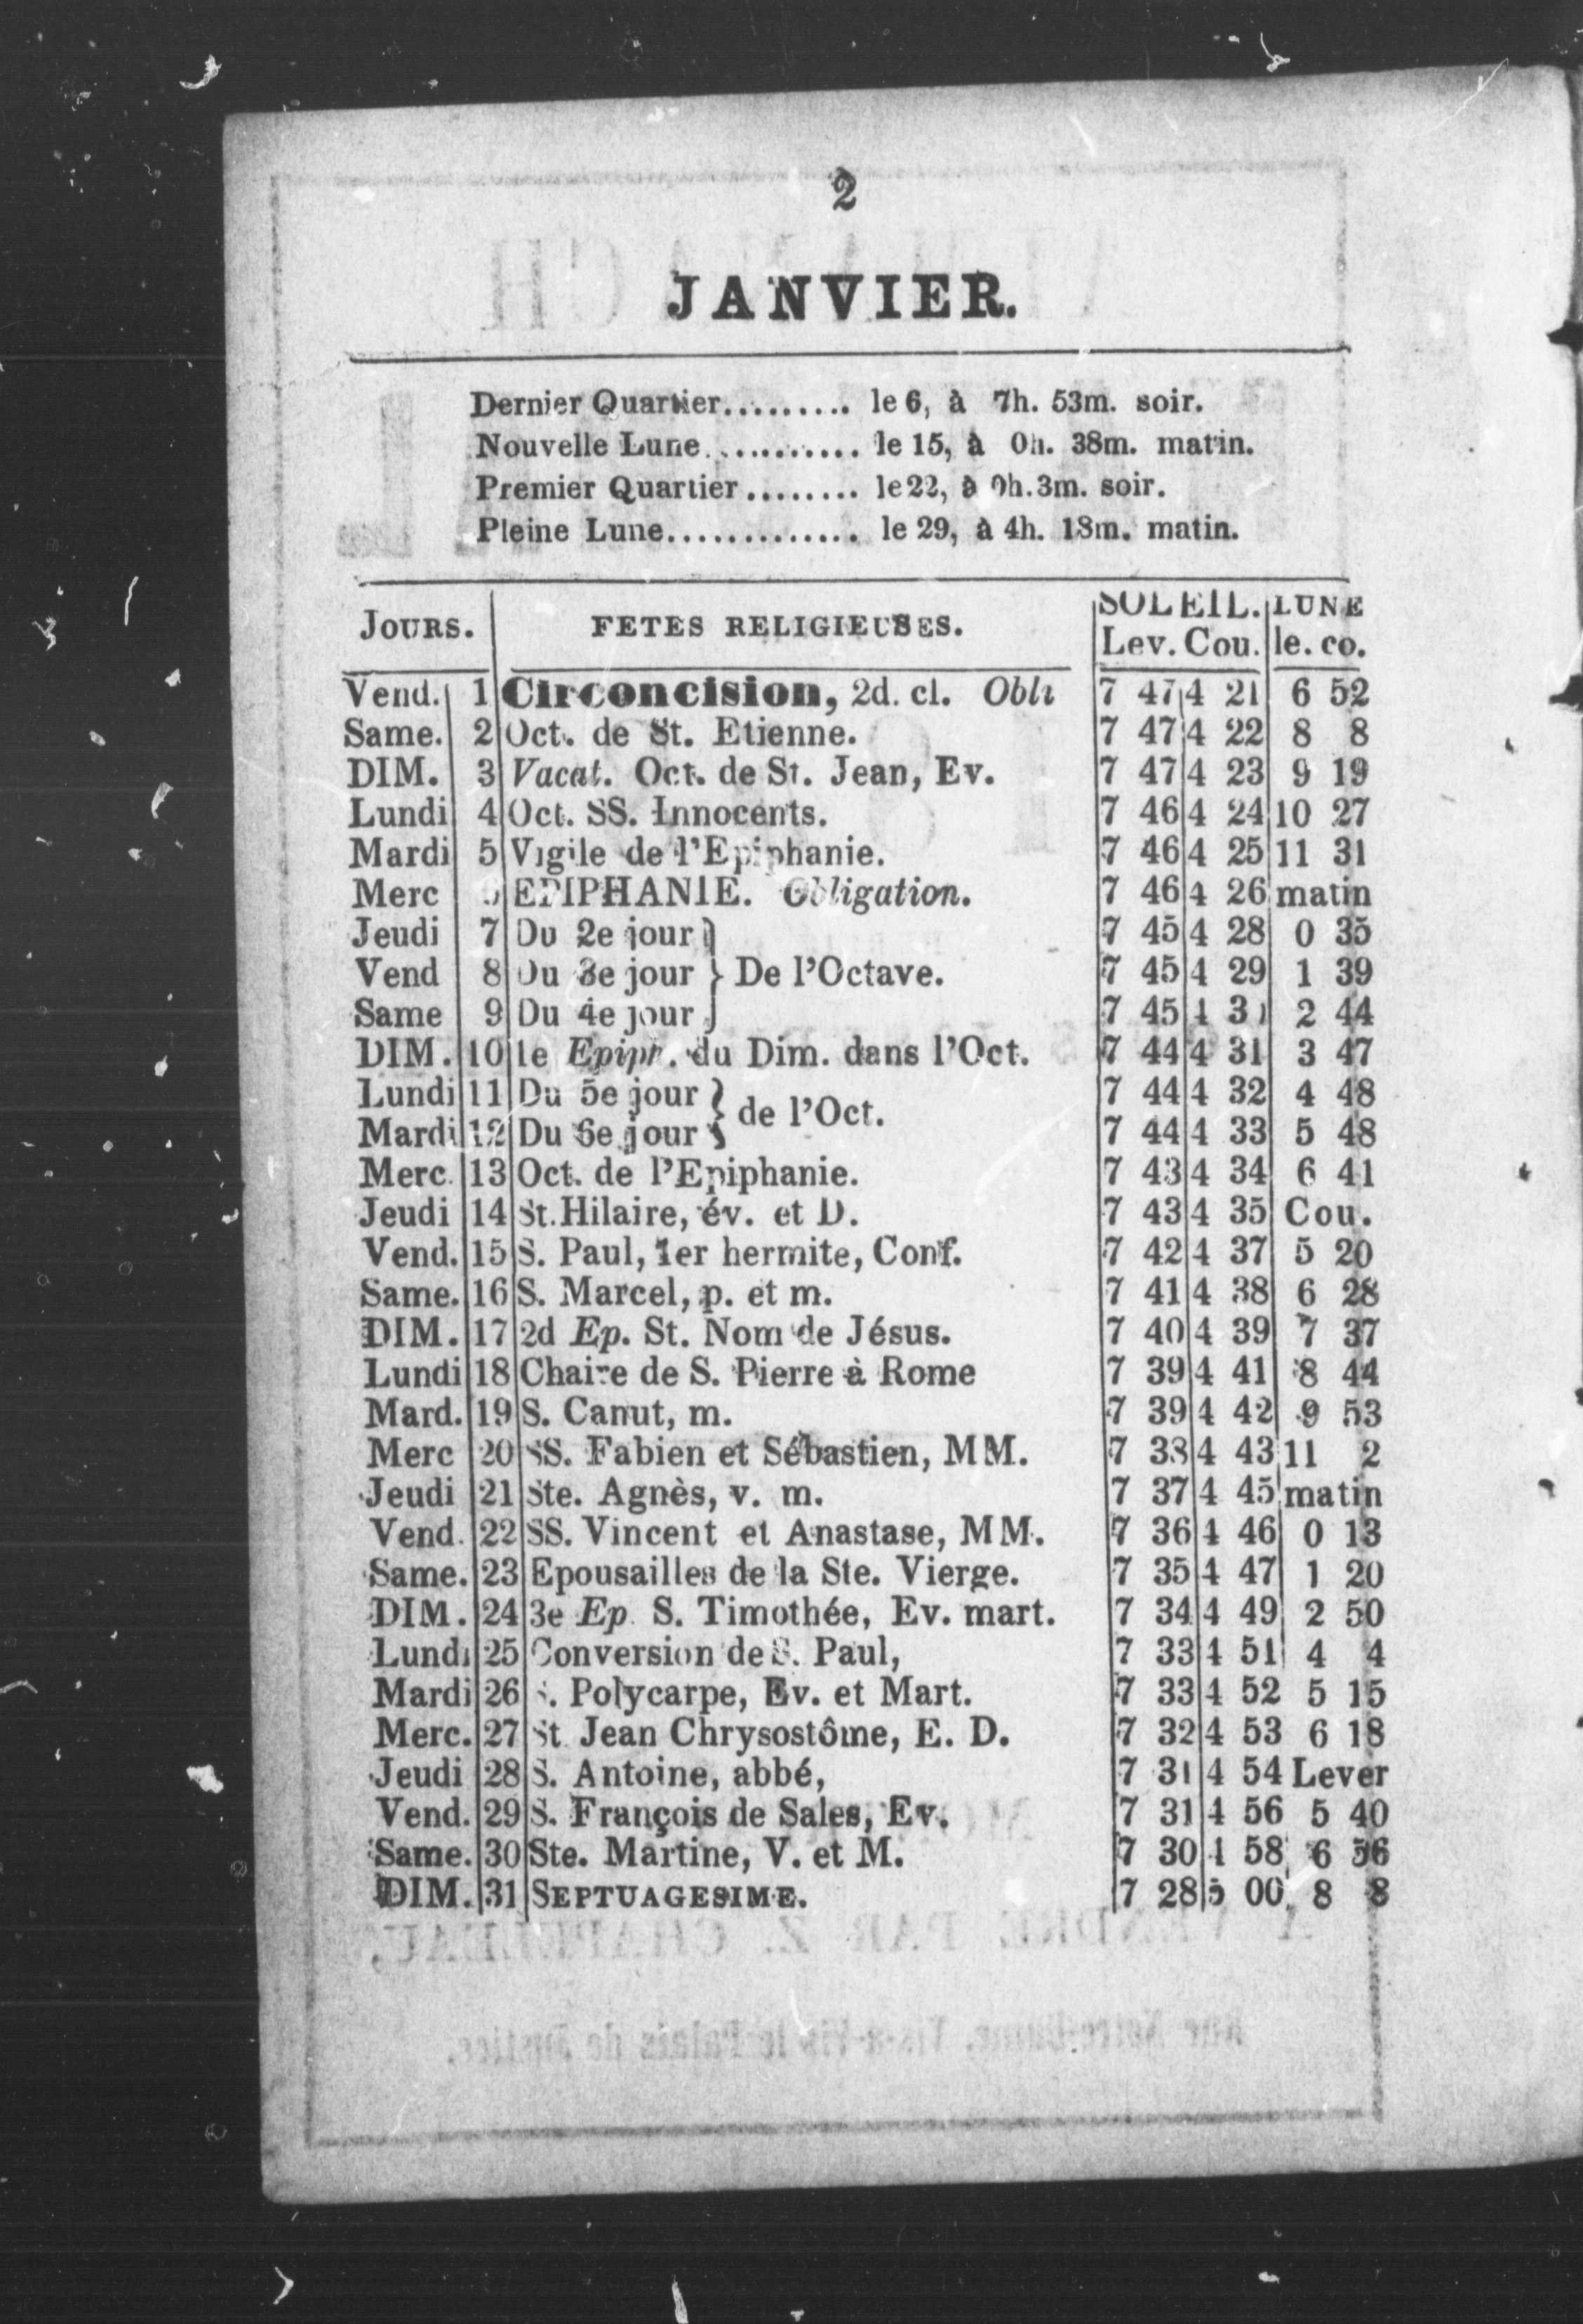 2
JANVIER.
Dernier Quartier......... le 6, à 7h. 53m. soir.
Nouvelle Lune........... le 15, à 0h. 38m. matin.
Premier Quartier........ le 22, à 0h. 3m. soir.
Pleine Lune............. le 29, à 4h. 18m. matin.
JOURS. FETES RELIGIEUSES. SOLEIL. LUNE
Lev. Cou. le. co.
Vend. 1 Circoncision, 2d. cl. Obli 7 47 4 21 6 52
Same. 2 Oct. de St. Etienne. 7 47 4 22 8 8
DIM. 3 Vacat. Oct. de St. Jean, Ev. 7 47 4 23 9 19
Lundi 4 Oct. SS. Innocents. 7 46 4 24 10 27
Mardi 5 Vigile de l'Epiphanie. 7 46 4 25 11 31
Merc 6 EPIPHANIE. Obligation. 7 46 4 26 matin
Jeudi 7 Du 2e jour } 7 45 4 28 0 35
Vend 8 Du 3e jour } De l'Octave. 7 45 4 29 1 39
Same 9 Du 4e jour } 7 45 4 2 44
DIM. 10 1e Epiph. du Dim. dans l'Oct. 7 44 4 31 3 47
Lundi 11 Du 5e jour } de l'Oct. 7 44 4 32 4 48
Mardi 12 Du 6e jour } 7 44 4 33 5 48
Merc. 13 Oct. de l'Epiphanie. 7 43 4 34 6 41
Jeudi 14 St. Hilaire, év. et D. 7 43 4 35 Cou.
Vend. 15 S. Paul, 1er hermite, Conf. 7 42 4 37 5 20
Same. 16 S. Marcel, p. et m. 7 41 4 38 6 28
DIM. 17 2d Ep. St. Nom de Jésus. 7 40 4 39 7 37
Lundi 18 Chaire de S. Pierre à Rome 7 39 4 41 8 44
Mard. 19 S. Canut, m. 7 39 4 42 9 53
Merc 20 SS. Fabien et Sébastien, MM. 7 38 4 43 11 2
Jeudi 21 Ste. Agnès, v. m. 7 37 4 45 matin
Vend. 22 SS. Vincent et Anastase, MM. 7 36 4 46 0 13
Same. 23 Epousailles de la Ste. Vierge. 7 35 4 47 1 20
DIM. 24 3e Ep. S. Timothée, Ev. mart. 7 34 4 49 2 50
Lundi 25 Conversion de S. Paul, 7 33 4 51 4 4
Mardi 26 S. Polycarpe, Ev. et Mart. 7 33 4 52 5 15
Merc. 27 St Jean Chrysostôme, E. D. 7 32 4 53 6 18
Jeudi 28 S. Antoine, abbé, 7 31 4 54 Lever
Vend. 29 S. François de Sales, Ev. 7 31 4 56 5 40
Same. 30 Ste. Martine, V. et M. 7 30 4 58 6 56
DIM. 31 SEPTUAGESIME. 7 28 5 00 8 8